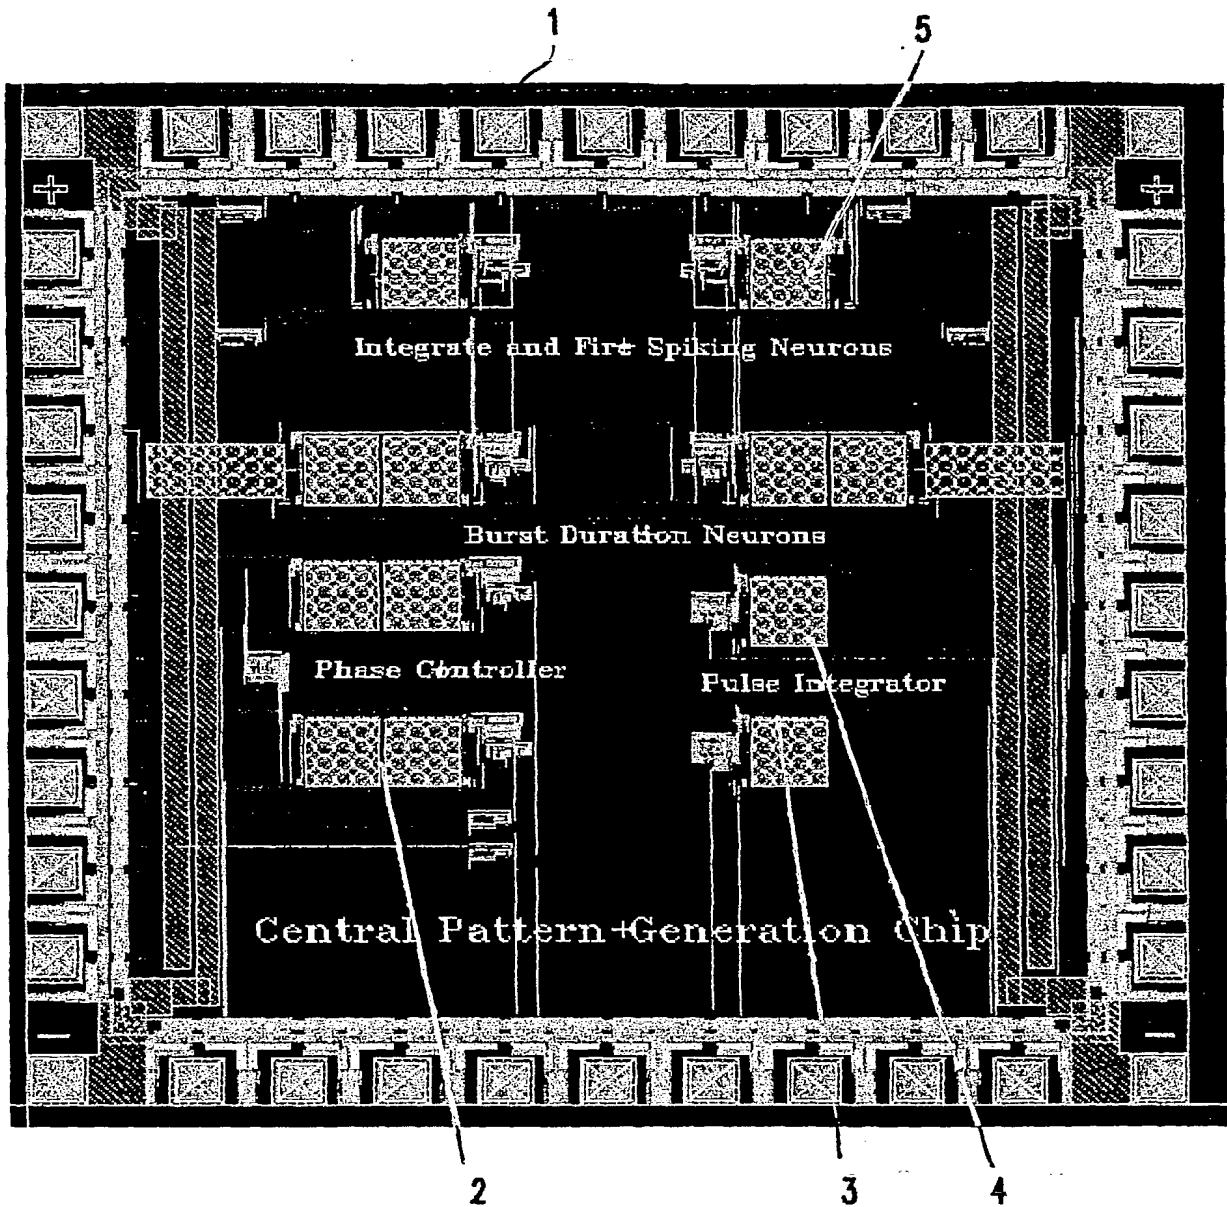 1
5
+
+
Integrate and Fire Spiking Neurons
Burst Duration Neurons
Phase Controller
Pulse Integrator
Central Pattern Generation Chip
−
−
2
3
4